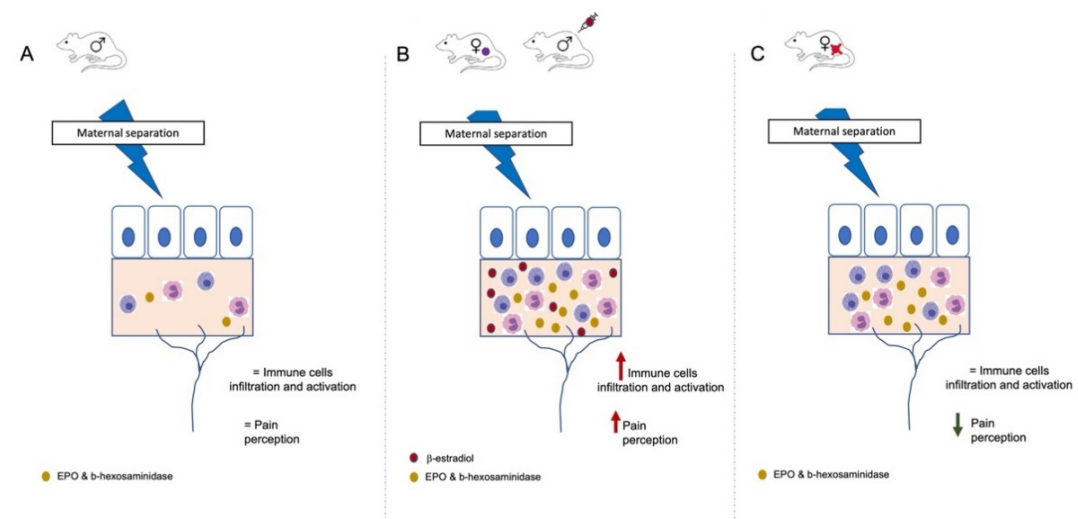 A
♂
Maternal separation
= Immune cells
infiltration and activation
= Pain
perception
EPO & b-hexosaminidase
B
♀
♂
Maternal separation
Immune cells
infiltration and activation
Pain
perception
β-estradiol
EPO & b-hexosaminidase
C
♀
Maternal separation
= Immune cells
infiltration and activation
Pain
perception
EPO & b-hexosaminidase